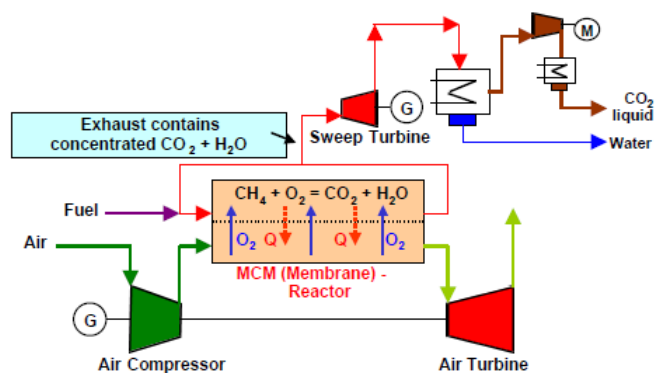 M
G
Sweep Turbine
CO2
liquid
Water
Exhaust contains
concentrated CO2 + H2O
Fuel
CH4 + O2 = CO2 + H2O
O2
Q
Q
O2
Air
MCM (Membrane) -
Reactor
G
Air Compressor
Air Turbine